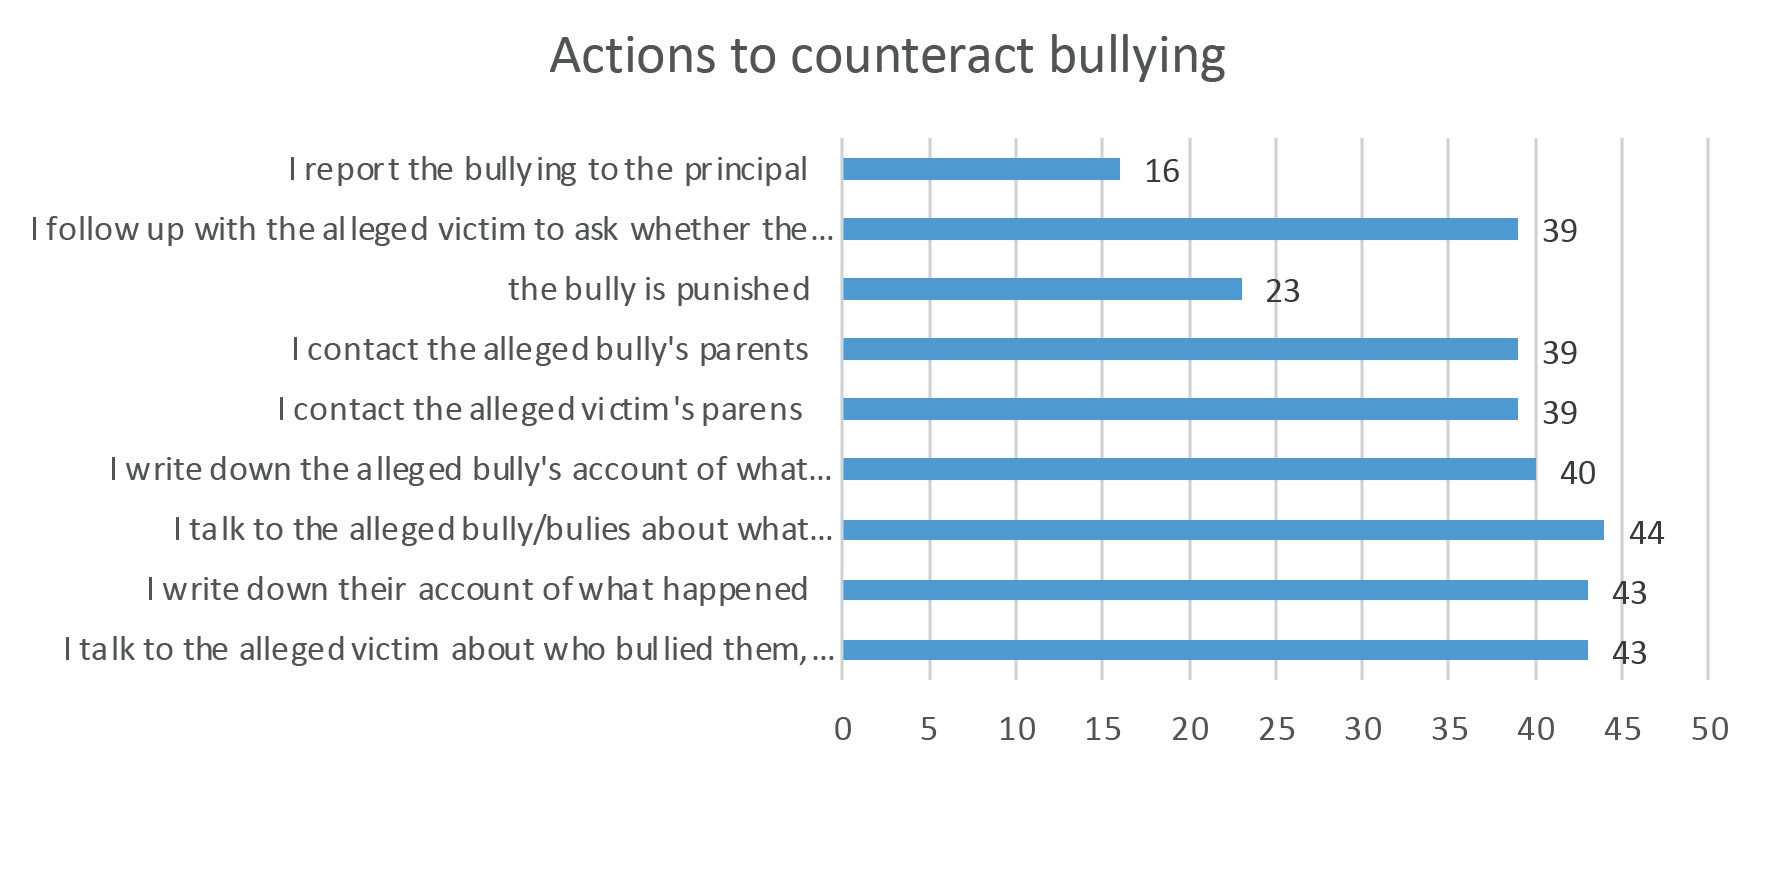 Actions to counteract bullying
I report the bullying to the principal 16
I follow up with the alleged victim to ask whether the... 39
the bully is punished 23
I contact the alleged bully's parents 39
I contact the alleged victim's parens 39
I write down the alleged bully's account of what... 40
I talk to the alleged bully/bulies about what... 44
I write down their account of what happened 43
I talk to the alleged victim about who bullied them,... 43
0 5 10 15 20 25 30 35 40 45 50